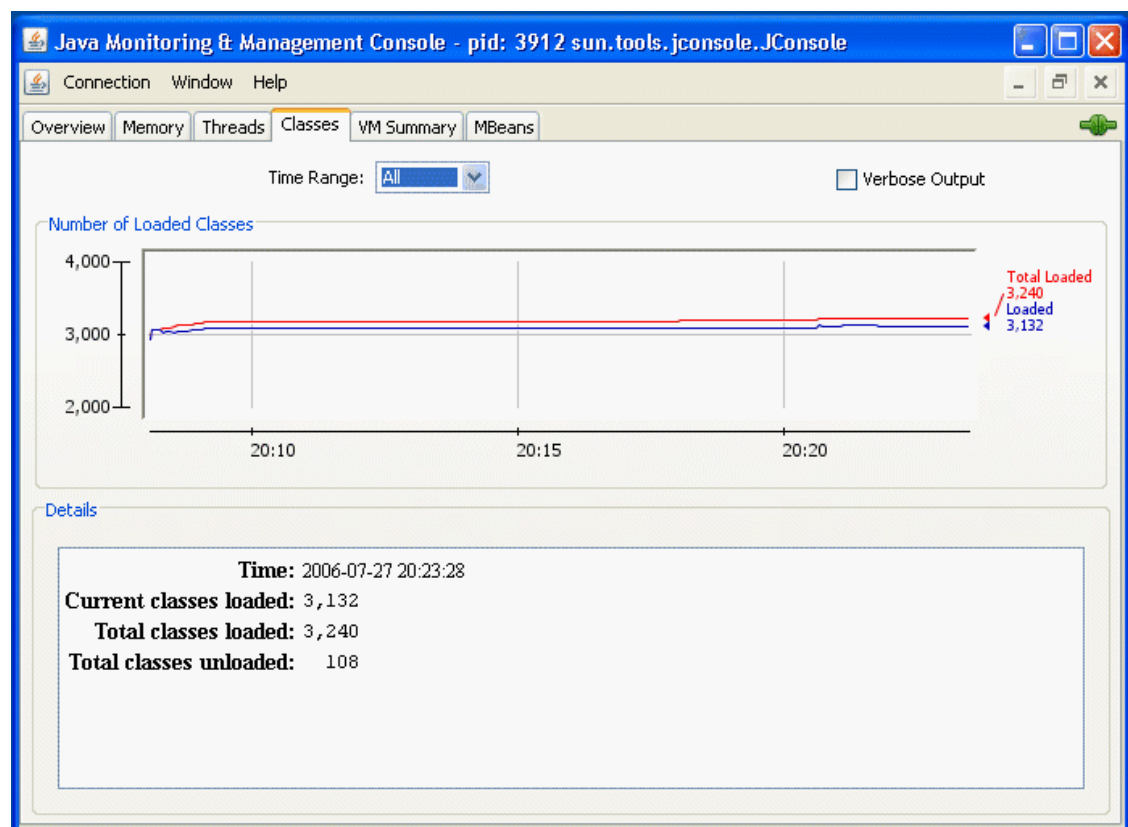 Java Monitoring & Management Console - pid: 3912 sun.tools.jconsole.JConsole
Connection Window Help
Overview Memory Threads Classes VM Summary MBeans
Time Range: All Verbose Output
Number of Loaded Classes
4,000
3,000
2,000
Total Loaded
3,240
Loaded
3,132
20:10 20:15 20:20
Details
Time: 2006-07-27 20:23:28
Current classes loaded: 3,132
Total classes loaded: 3,240
Total classes unloaded: 108